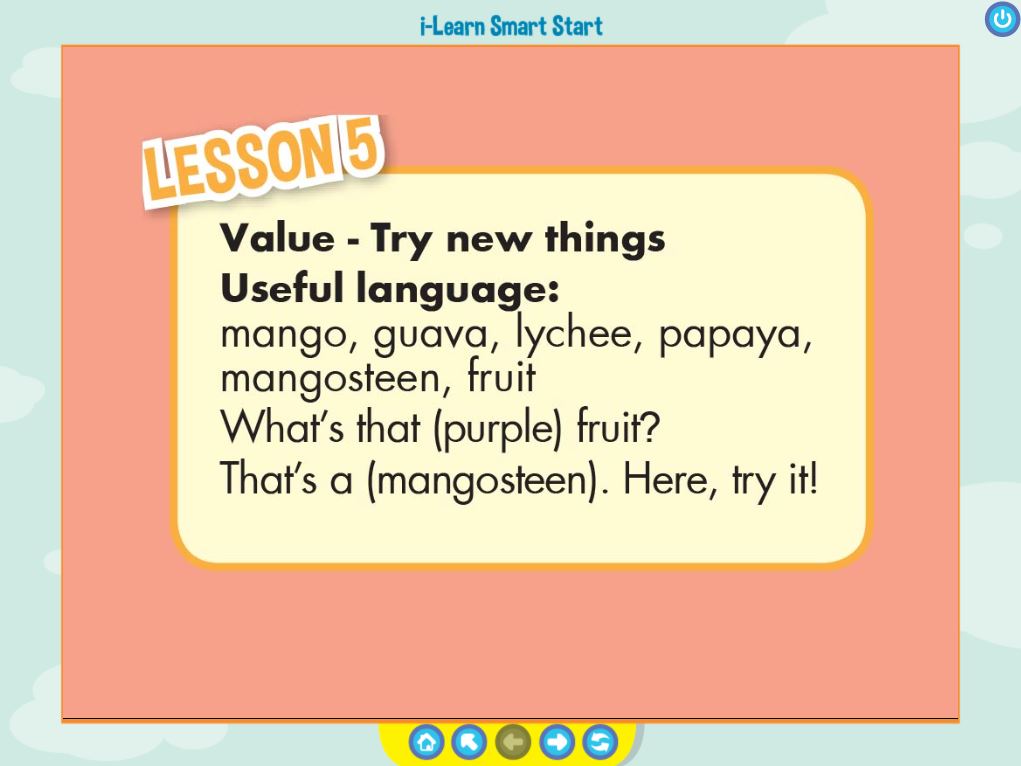 i-Learn Smart Start
LESSON 5
Value - Try new things
Useful language:
mango, guava, lychee, papaya,
mangosteen, fruit
What's that (purple) fruit?
That's a (mangosteen). Here, try it!